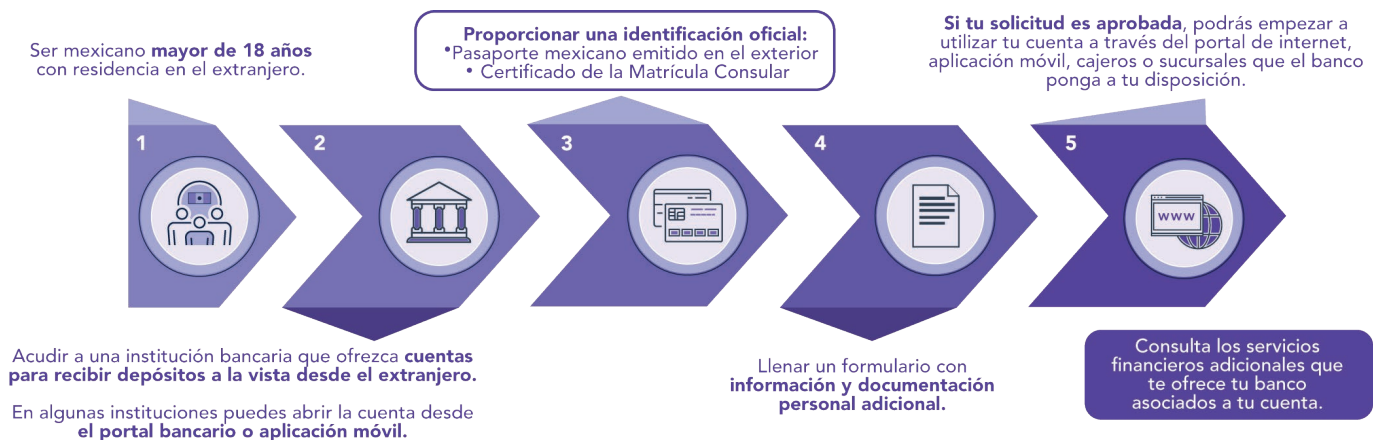 1
Ser mexicano mayor de 18 años
con residencia en el extranjero.
2
Acudir a una institución bancaria que ofrezca cuentas
para recibir depósitos a la vista desde el extranjero.
En algunas instituciones puedes abrir la cuenta desde
el portal bancario o aplicación móvil.
3
Proporcionar una identificación oficial:
•Pasaporte mexicano emitido en el exterior
• Certificado de la Matrícula Consular
4
Llenar un formulario con
información y documentación
personal adicional.
5
Si tu solicitud es aprobada, podrás empezar a
utilizar tu cuenta a través del portal de internet,
aplicación móvil, cajeros o sucursales que el banco
ponga a tu disposición.
www
Consulta los servicios
financieros adicionales que
te ofrece tu banco
asociados a tu cuenta.